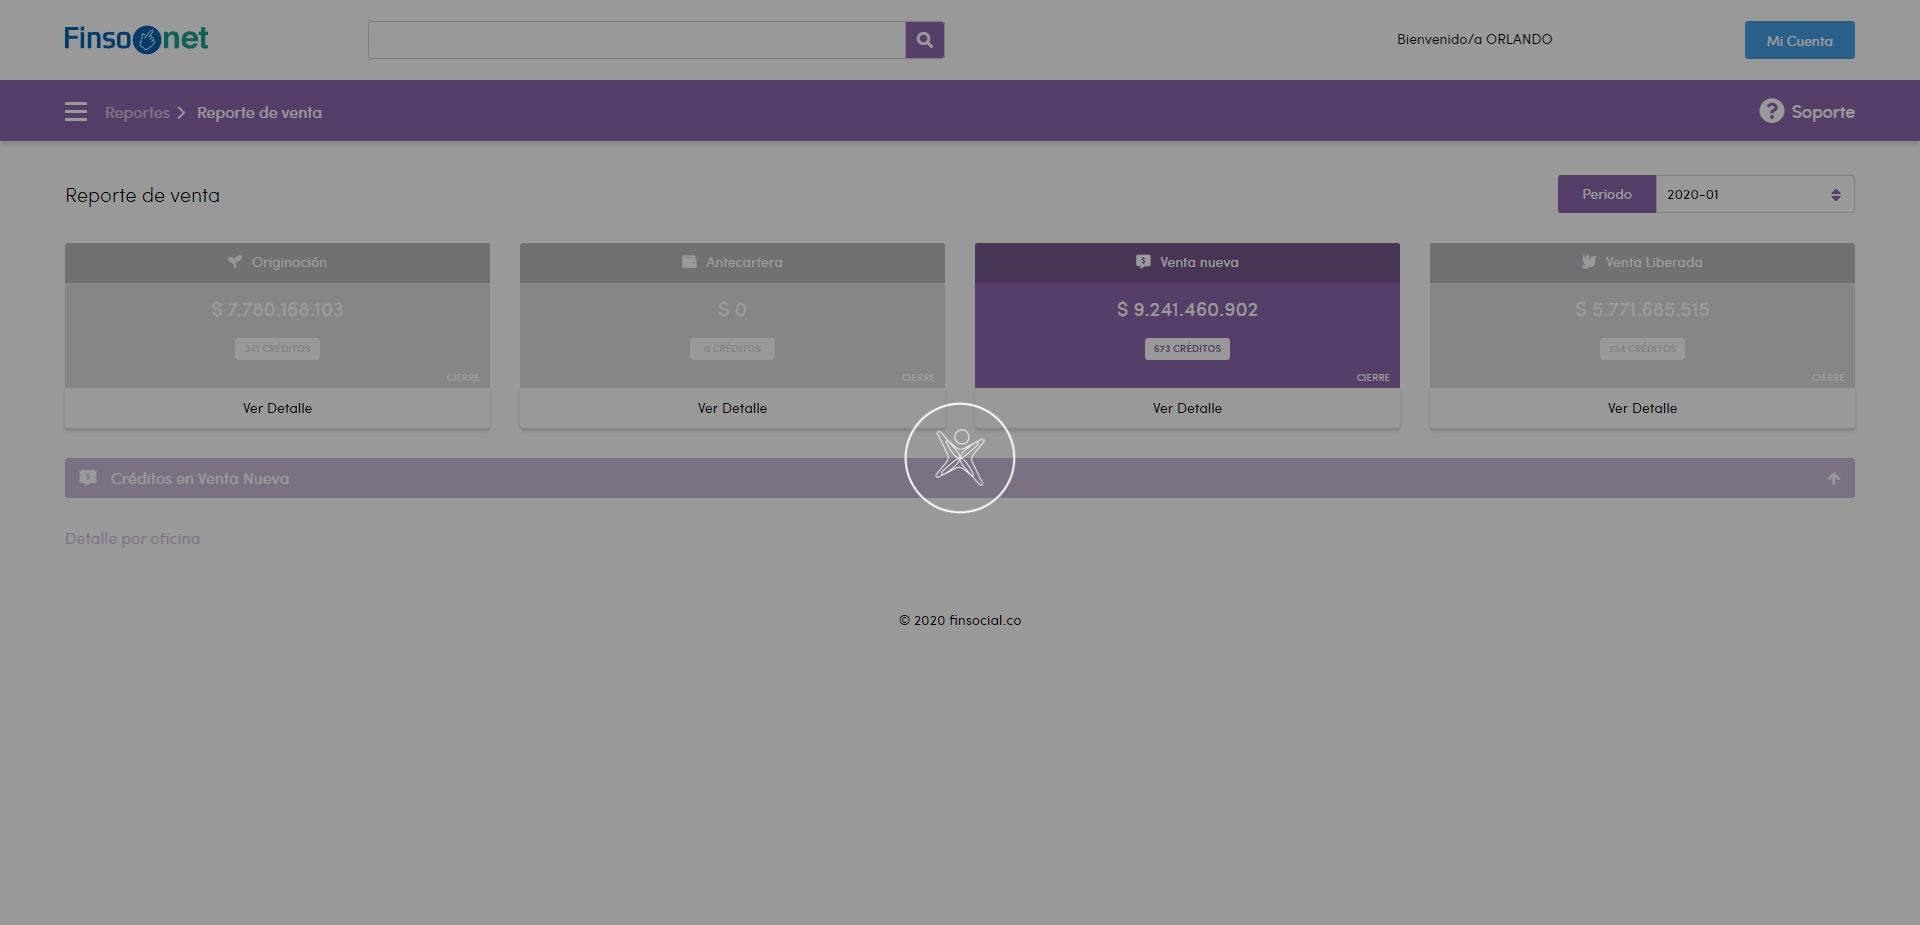 Finsonet
Bienvenido/a ORLANDO
Mi Cuenta
Reportes
Reporte de venta
Soporte
Reporte de venta
Periodo
2020-01
Originación
Antecartera
Venta nueva
Venta Liberada
$ 7.780.168.103
$ 0
$ 9.241.460.902
$ 5.771.685.515
341 CRÉDITOS
0 CRÉDITOS
673 CRÉDITOS
234 CRÉDITOS
CIERRE
CIERRE
CIERRE
CIERRE
Ver Detalle
Ver Detalle
Ver Detalle
Ver Detalle
Créditos en Venta Nueva
Detalle por oficina
© 2020 finsocial.co